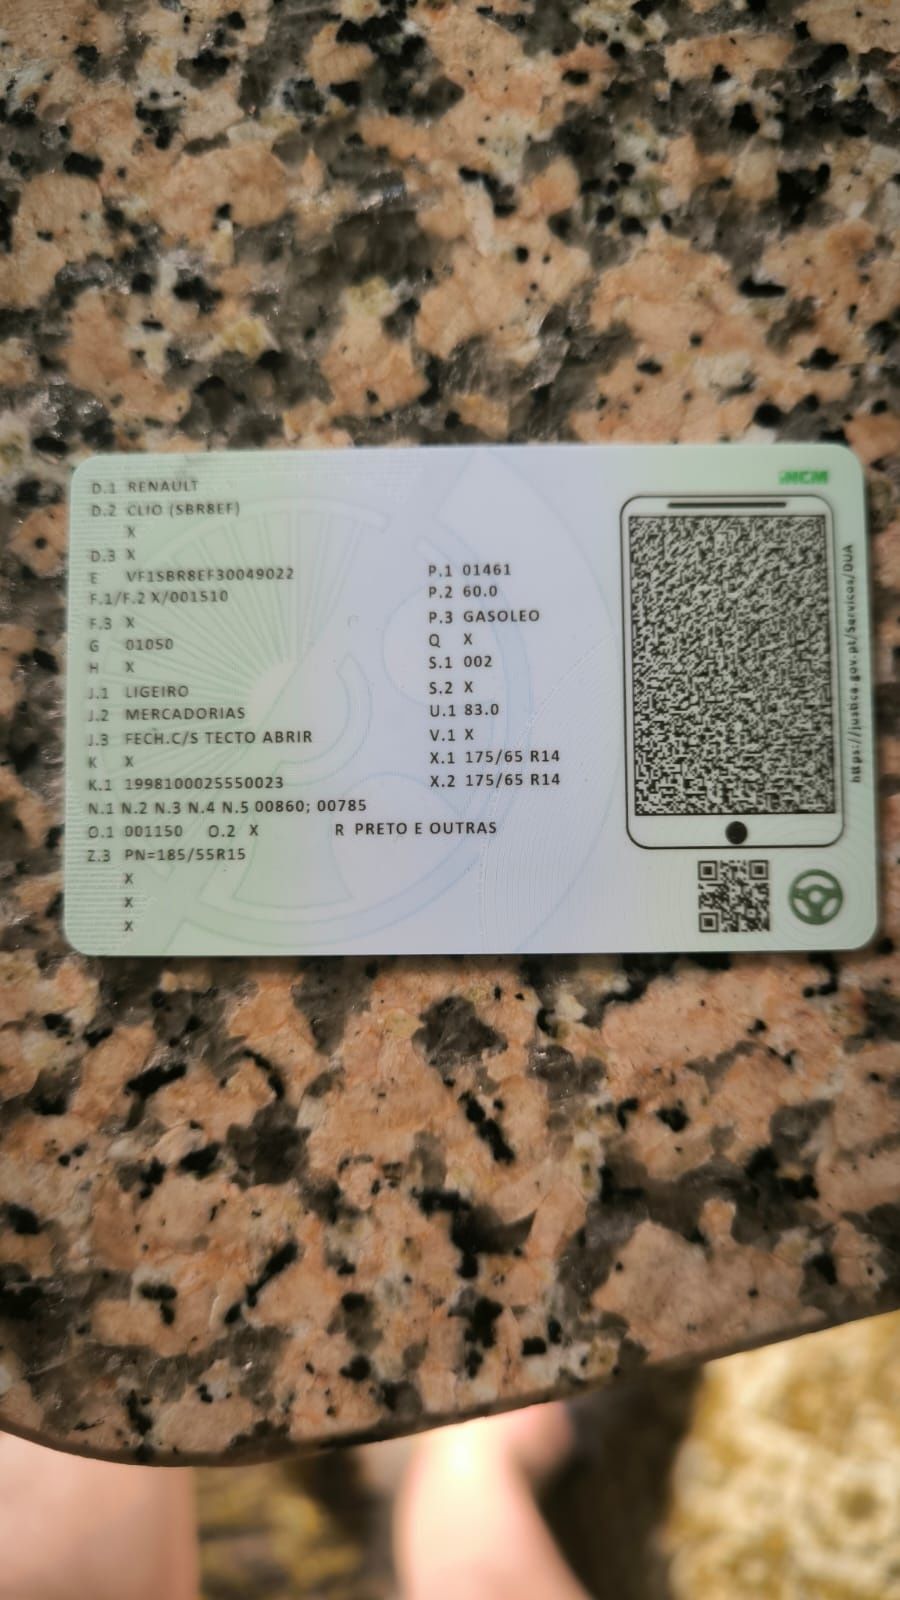 D.1 RENAULT
D.2 CLIO (SBR8EF)
X
D.3 X
E VF1SBR8EF30049022
F.1/F.2 X/001510
F.3 X
G 01050
H X
J.1 LIGEIRO
J.2 MERCADORIAS
J.3 FECH.C/S TECTO ABRIR
K X
K.1 1998100025550023
N.1 N.2 N.3 N.4 N.5 00860; 00785
O.1 001150 O.2 X R PRETO E OUTRAS
Z.3 PN=185/55R15
X
X
X
P.1 01461
P.2 60.0
P.3 GASOLEO
Q X
S.1 002
S.2 X
U.1 83.0
V.1 X
X.1 175/65 R14
X.2 175/65 R14
INCM
https://justica.gov.pt/Servicos/DUA